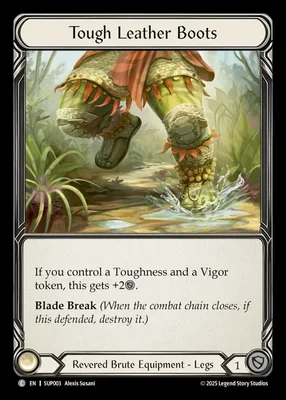 Tough Leather Boots
If you control a Toughness and a Vigor
token, this gets +2.
Blade Break (When the combat chain closes, if
this defended, destroy it.)
Revered Brute Equipment - Legs
1
C EN | SUP003 Alexis Susani
©2025 Legend Story Studios